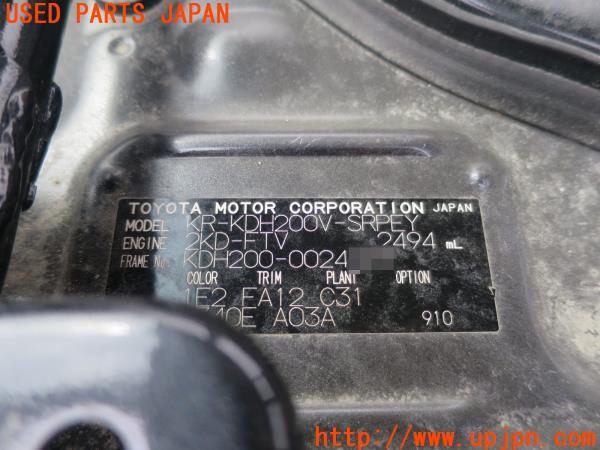 USED PARTS JAPAN
TOYOTA MOTOR CORPORATION JAPAN
MODEL KR-KDH200V-SRPEY
ENGINE 2KD-FTV 2494 mL
FRAME No. KDH200-0024
COLOR TRIM PLANT OPTION
1E2 FA12 C31
A03A 910
http://www.upjpn.com/